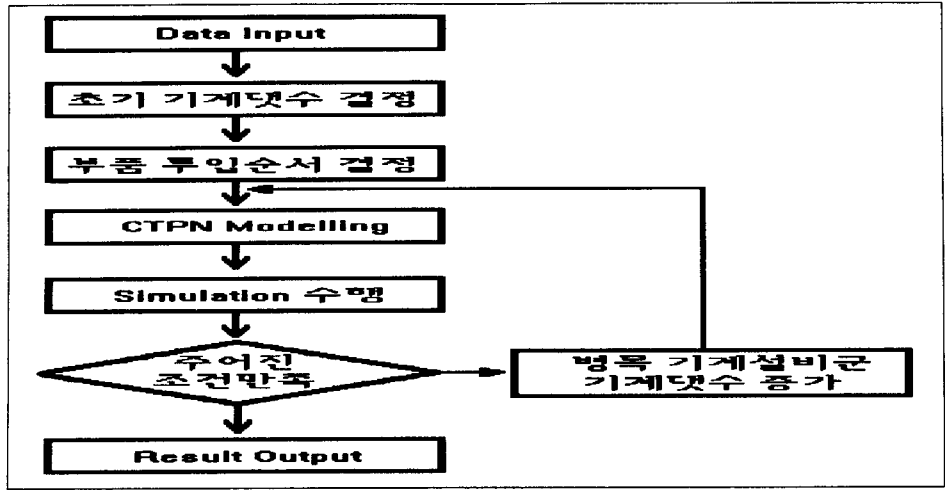 Data Input
초기 기계댓수 결정
부품 투입순서 결정
CTPN Modelling
Simulation 수행
주어진
조건만족
병목 기계설비군
기계댓수 증가
Result Output